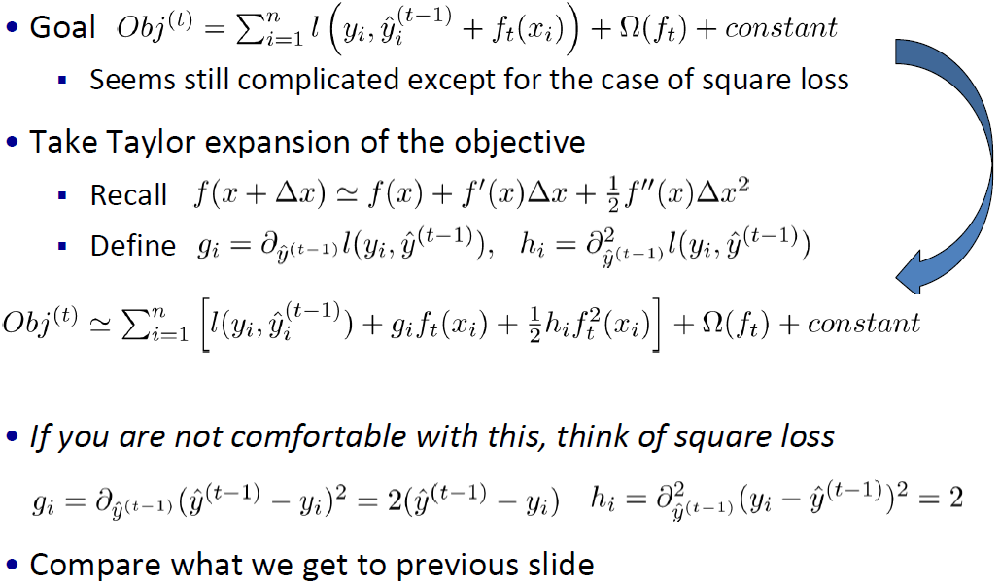 • Goal $Obj^{(t)} = \sum_{i=1}^{n} l\left(y_i, \hat{y}_i^{(t-1)} + f_t(x_i)\right) + \Omega(f_t) + constant$
▪ Seems still complicated except for the case of square loss
• Take Taylor expansion of the objective
▪ Recall $f(x + \Delta x) \simeq f(x) + f'(x)\Delta x + \frac{1}{2} f''(x)\Delta x^2$
▪ Define $g_i = \partial_{\hat{y}^{(t-1)}} l(y_i, \hat{y}^{(t-1)}), \; h_i = \partial^2_{\hat{y}^{(t-1)}} l(y_i, \hat{y}^{(t-1)})$
$Obj^{(t)} \simeq \sum_{i=1}^{n} \left[ l(y_i, \hat{y}_i^{(t-1)}) + g_i f_t(x_i) + \frac{1}{2} h_i f_t^2(x_i) \right] + \Omega(f_t) + constant$
• If you are not comfortable with this, think of square loss
$g_i = \partial_{\hat{y}^{(t-1)}} (\hat{y}^{(t-1)} - y_i)^2 = 2(\hat{y}^{(t-1)} - y_i) \; h_i = \partial^2_{\hat{y}^{(t-1)}} (y_i - \hat{y}^{(t-1)})^2 = 2$
• Compare what we get to previous slide